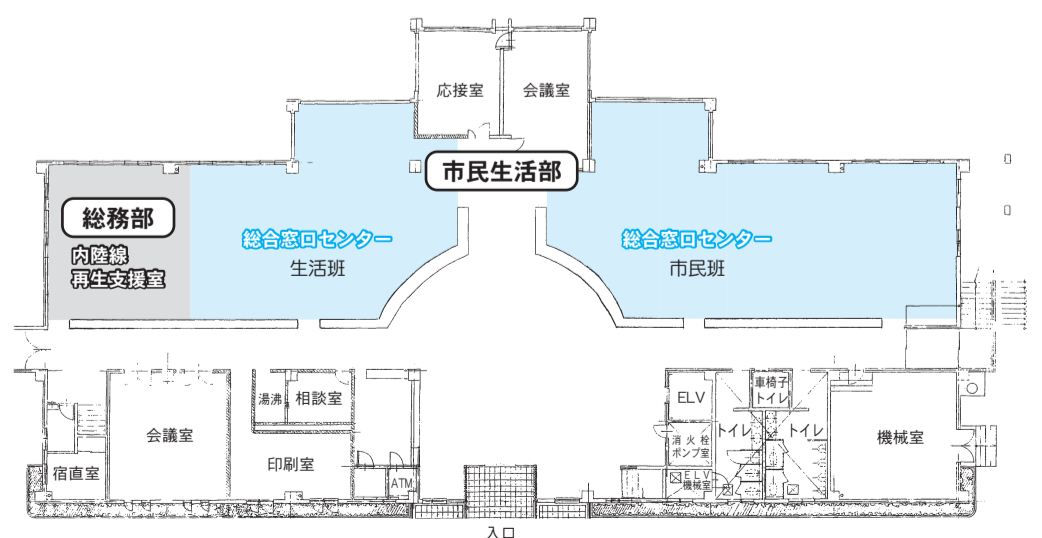 応接室
会議室
市民生活部
総務部
内陸線
再生支援室
総合窓口センター
生活班
総合窓口センター
市民班
湯沸
相談室
会議室
宿直室
印刷室
ATM
ELV
消火栓
ポンプ室
ELV
機械室
トイレ
車椅子
トイレ
トイレ
機械室
入口